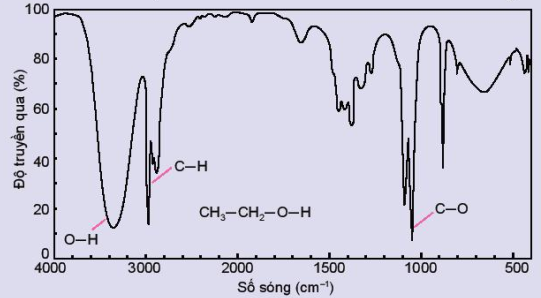 Độ truyền qua (%)
100
80
60
40
20
0
C–H
CH₃–CH₂–O–H
C–O
O–H
4000 3000 2000 1500 1000 500
Số sóng (cm⁻¹)